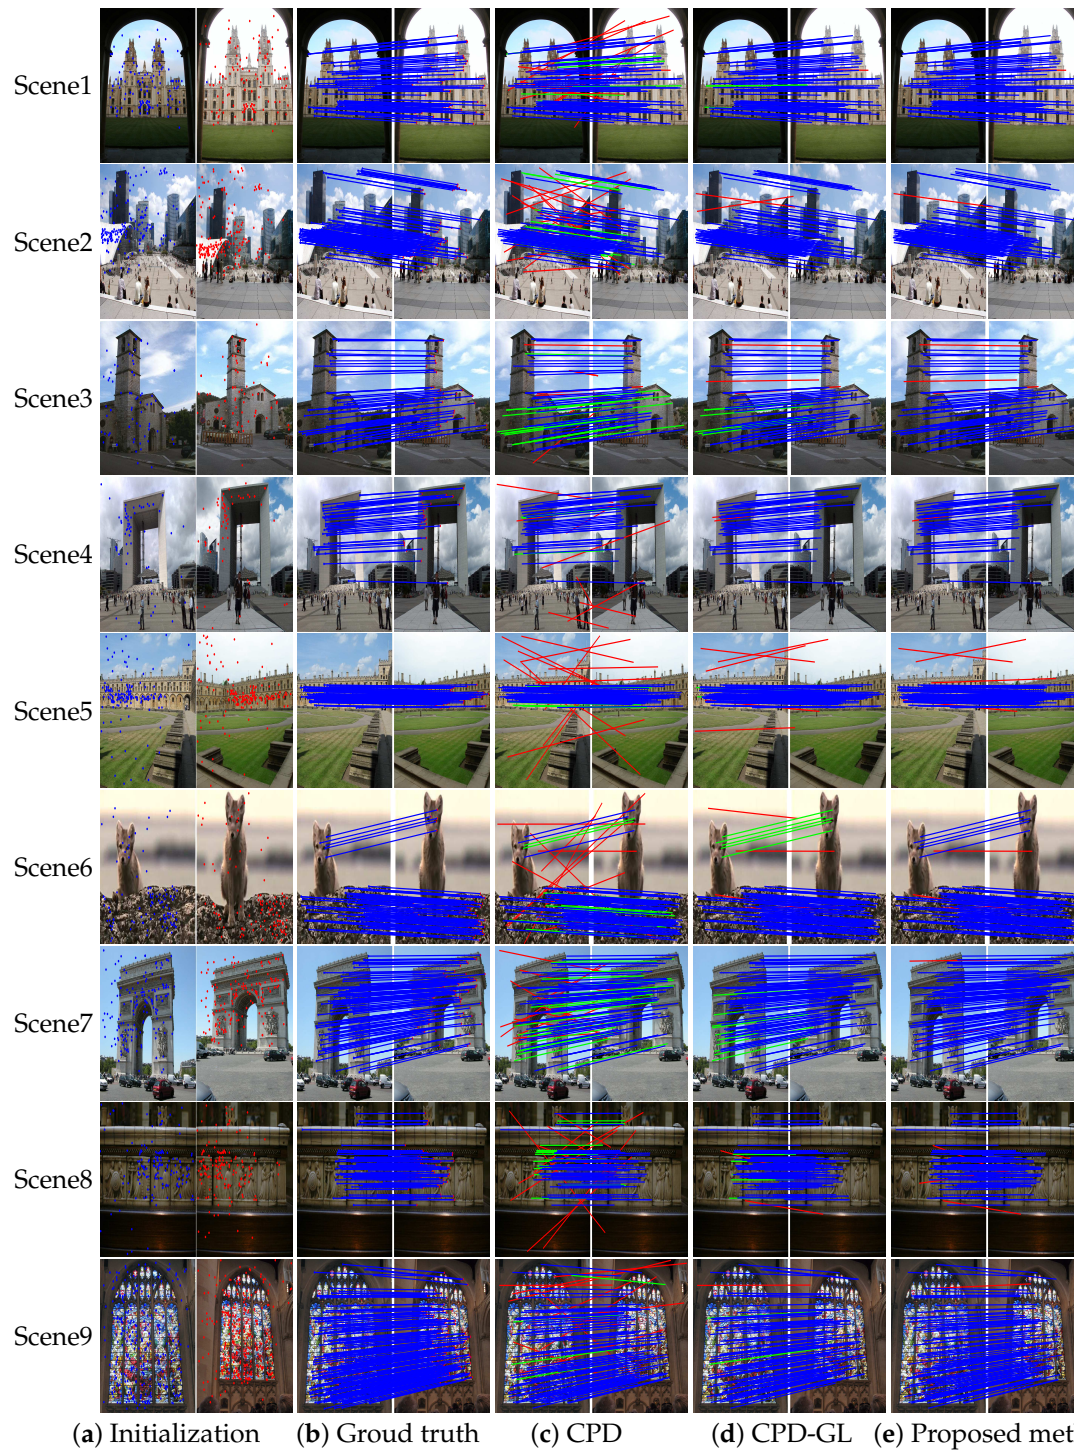 Scene1
Scene2
Scene3
Scene4
Scene5
Scene6
Scene7
Scene8
Scene9
(a) Initialization (b) Groud truth (c) CPD (d) CPD-GL (e) Proposed met